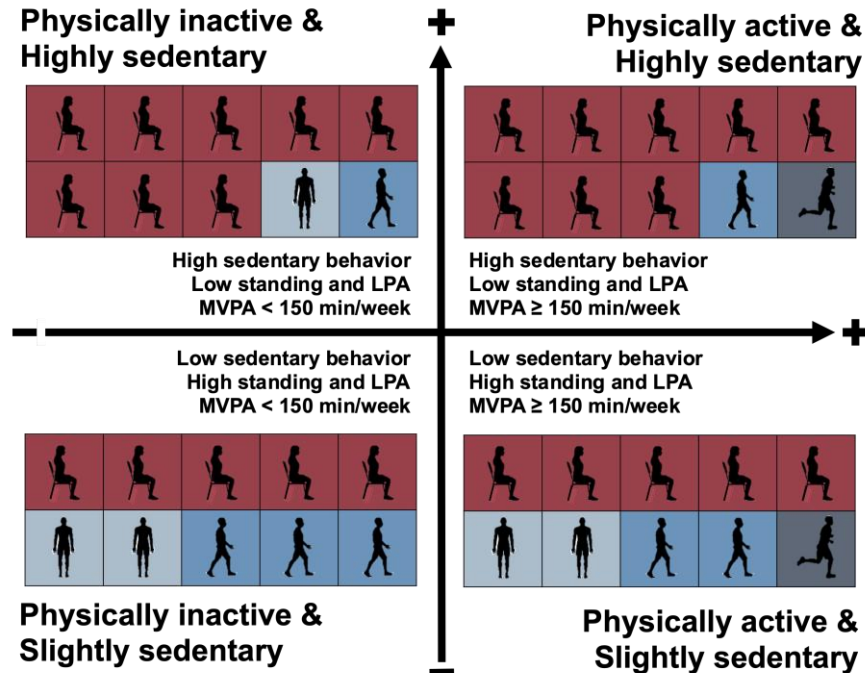 Physically inactive &
Highly sedentary
Physically active &
Highly sedentary
High sedentary behavior
Low standing and LPA
MVPA < 150 min/week
High sedentary behavior
Low standing and LPA
MVPA ≥ 150 min/week
Low sedentary behavior
High standing and LPA
MVPA < 150 min/week
Low sedentary behavior
High standing and LPA
MVPA ≥ 150 min/week
Physically inactive &
Slightly sedentary
Physically active &
Slightly sedentary